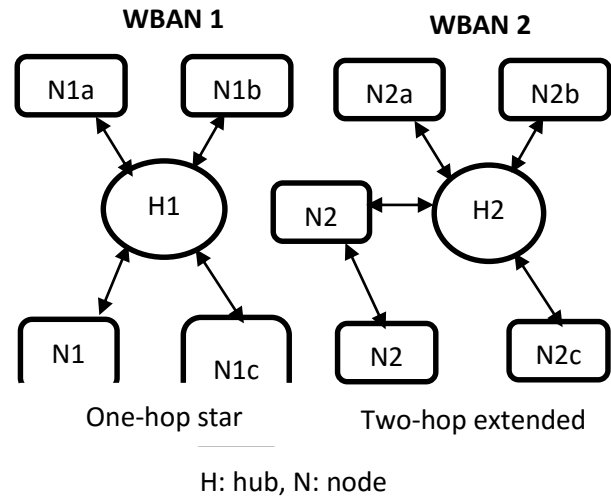 WBAN 1 WBAN 2
N1a N1b N2a N2b
H1 N2 H2
N1 N1c N2 N2c
One-hop star Two-hop extended
H: hub, N: node